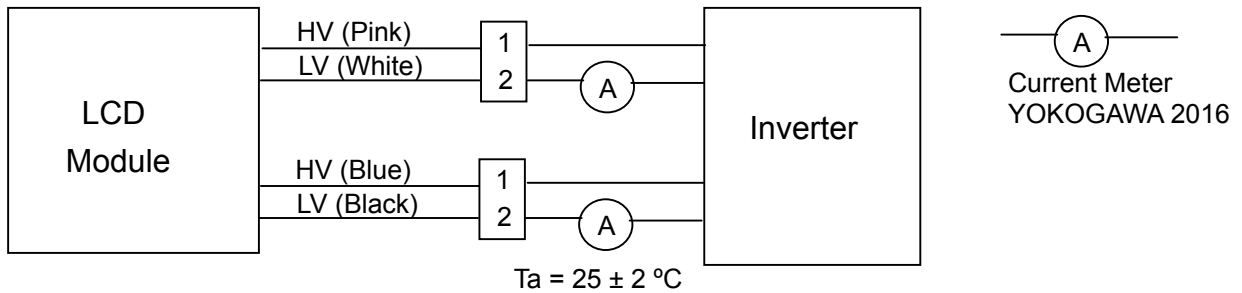 LCD
Module
HV (Pink)
LV (White)
1
2
A
HV (Blue)
LV (Black)
1
2
A
Inverter
Ta = 25 ± 2 ºC
A
Current Meter
YOKOGAWA 2016